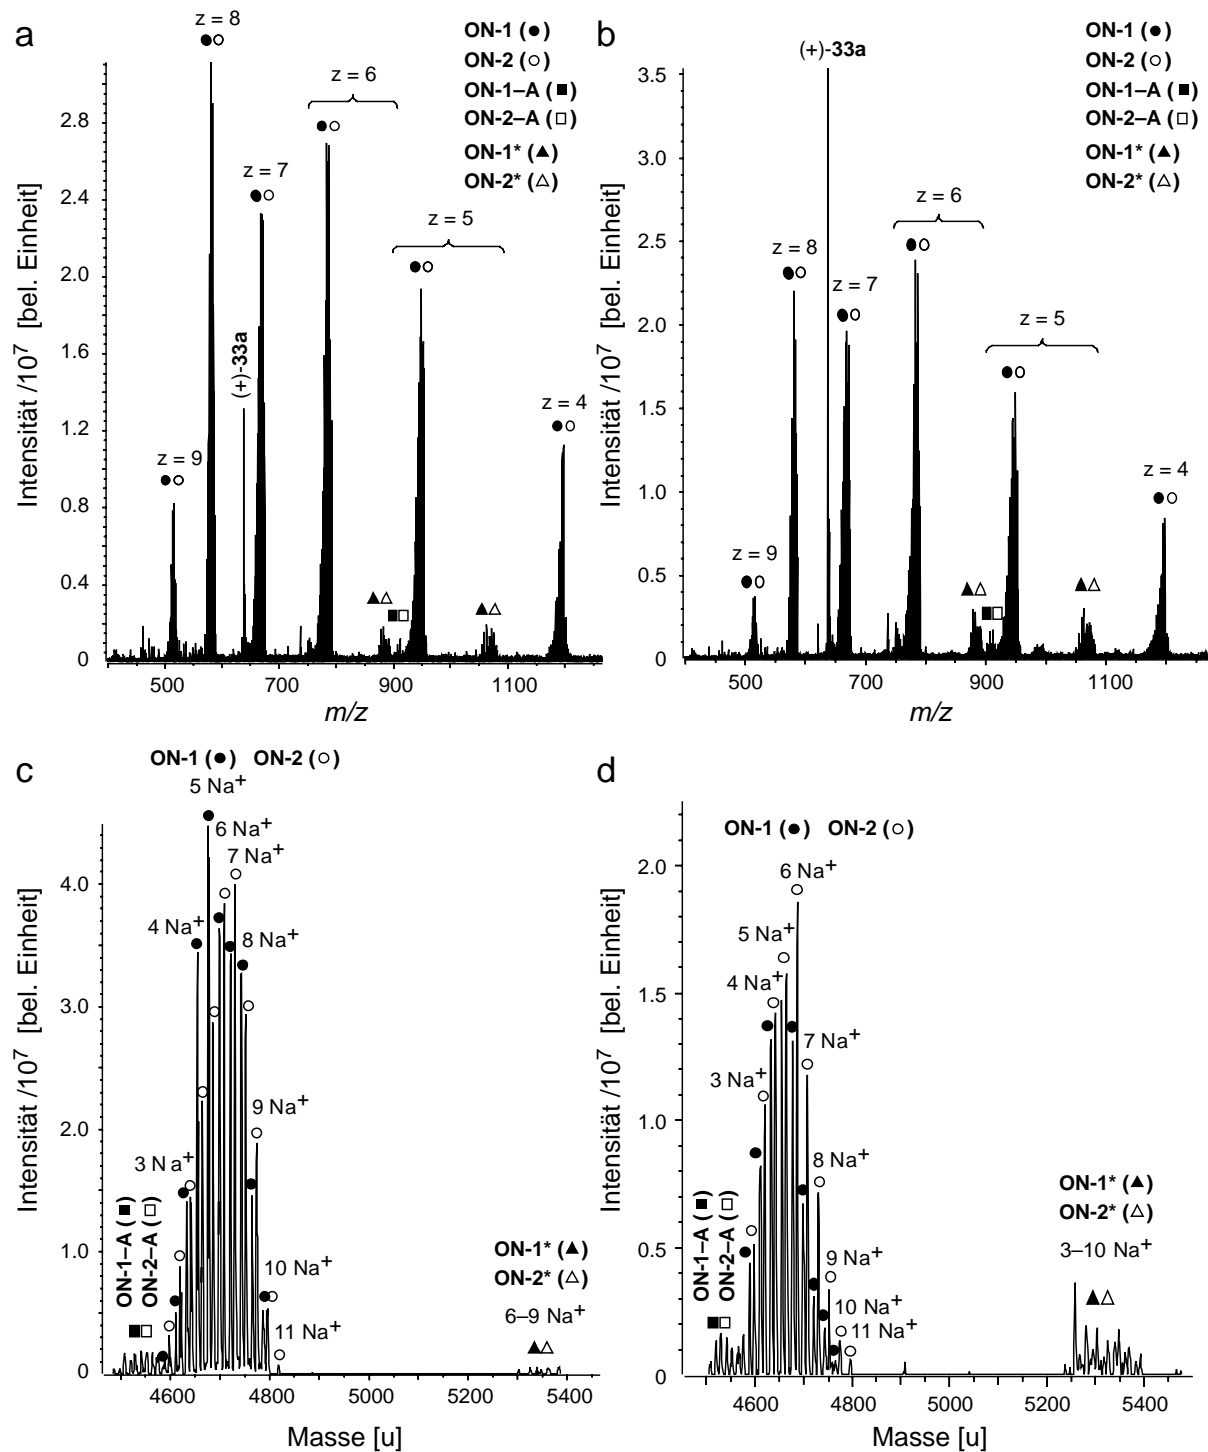 a
z = 8
z = 6
z = 7
z = 5
(+)-33a
z = 9
z = 4
ON-1 (●)
ON-2 (○)
ON-1–A (■)
ON-2–A (□)
ON-1* (▲)
ON-2* (△)
Intensität /10⁷ [bel. Einheit]
2.8
2.4
2.0
1.6
1.2
0.8
0.4
0
500 700 900 1100
m/z
b
(+)-33a
ON-1 (●)
ON-2 (○)
ON-1–A (■)
ON-2–A (□)
ON-1* (▲)
ON-2* (△)
z = 6
z = 8
z = 7
z = 5
z = 4
z = 9
Intensität /10⁷ [bel. Einheit]
3.5
3.0
2.5
2.0
1.5
1.0
0.5
0
500 700 900 1100
m/z
c
ON-1 (●) ON-2 (○)
5 Na⁺
6 Na⁺
7 Na⁺
4 Na⁺
8 Na⁺
9 Na⁺
3 Na⁺
10 Na⁺
11 Na⁺
ON-1–A (■)
ON-2–A (□)
ON-1* (▲)
ON-2* (△)
6–9 Na⁺
Intensität /10⁷ [bel. Einheit]
4.0
3.0
2.0
1.0
0
4600 4800 5000 5200 5400
Masse [u]
d
ON-1 (●) ON-2 (○)
6 Na⁺
5 Na⁺
4 Na⁺
7 Na⁺
3 Na⁺
8 Na⁺
9 Na⁺
10 Na⁺
11 Na⁺
ON-1–A (■)
ON-2–A (□)
ON-1* (▲)
ON-2* (△)
3–10 Na⁺
Intensität /10⁷ [bel. Einheit]
2.0
1.5
1.0
0.5
0
4600 4800 5000 5200 5400
Masse [u]